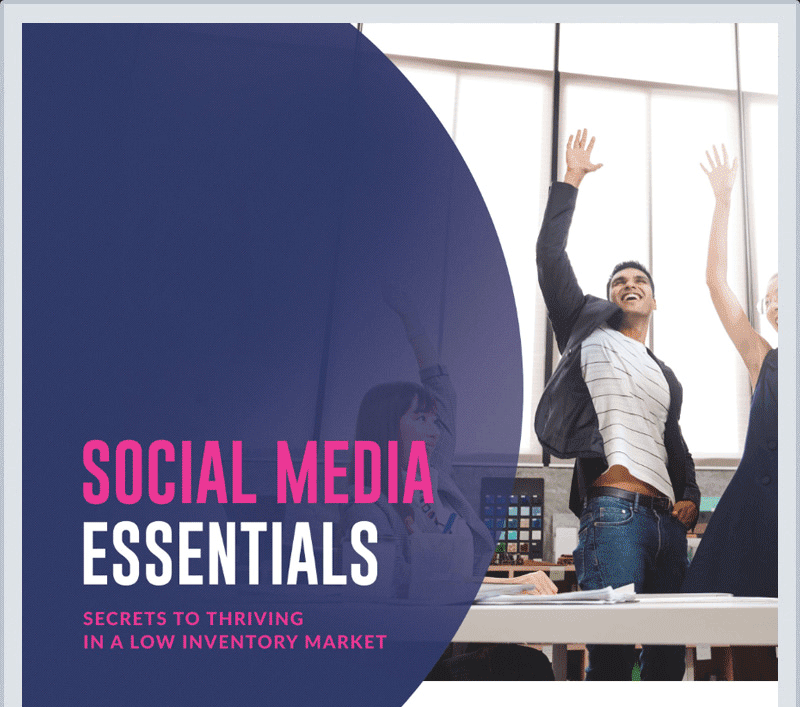 SOCIAL MEDIA
ESSENTIALS
SECRETS TO THRIVING
IN A LOW INVENTORY MARKET